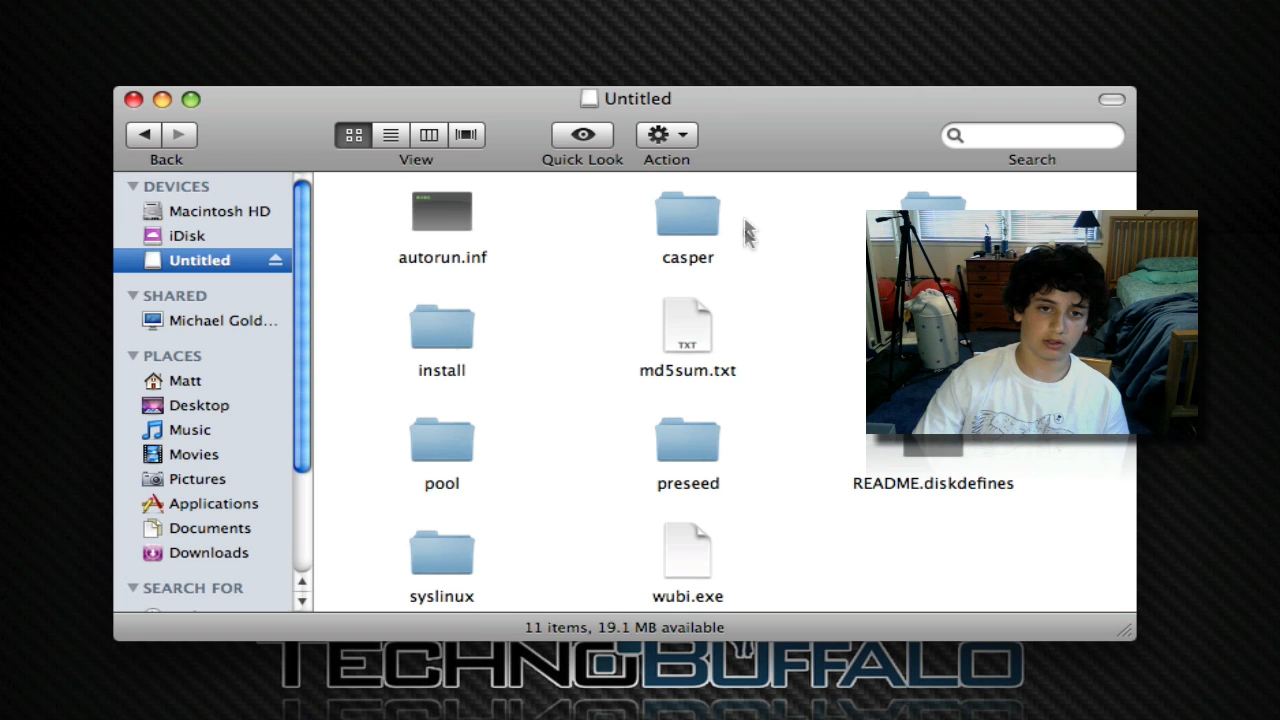 Untitled
Back
View
Quick Look
Action
Search
DEVICES
Macintosh HD
iDisk
Untitled
SHARED
Michael Gold...
PLACES
Matt
Desktop
Music
Movies
Pictures
Applications
Documents
Downloads
SEARCH FOR
autorun.inf
casper
install
TXT
md5sum.txt
pool
preseed
README.diskdefines
syslinux
wubi.exe
11 items, 19.1 MB available
TECHNOBUFFALO